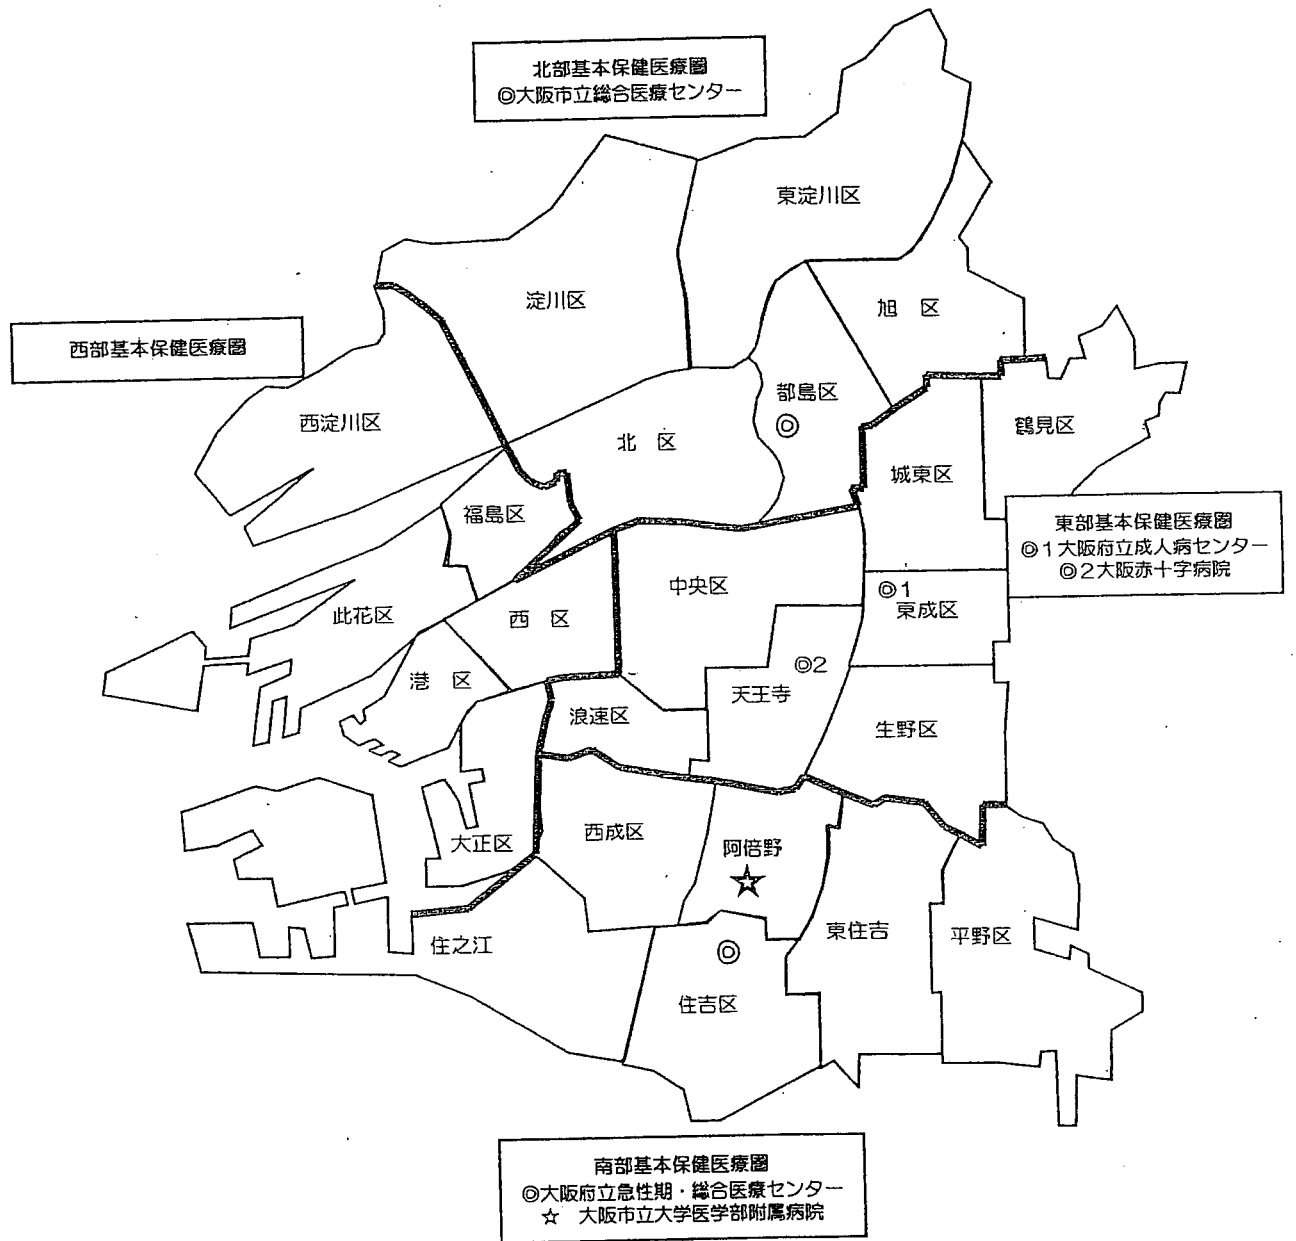 北部基本保健医療圏
◎大阪市立総合医療センター
東淀川区
淀川区
旭　区
西部基本保健医療圏
都島区
◎
西淀川区
北　区
鶴見区
城東区
福島区
東部基本保健医療圏
◎1大阪府立成人病センター
◎2大阪赤十字病院
中央区
◎1
東成区
此花区
西　区
◎2
港　区
天王寺
浪速区
生野区
大正区
西成区
阿倍野
☆
東住吉
平野区
住之江
◎
住吉区
南部基本保健医療圏
◎大阪府立急性期・総合医療センター
☆　大阪市立大学医学部附属病院